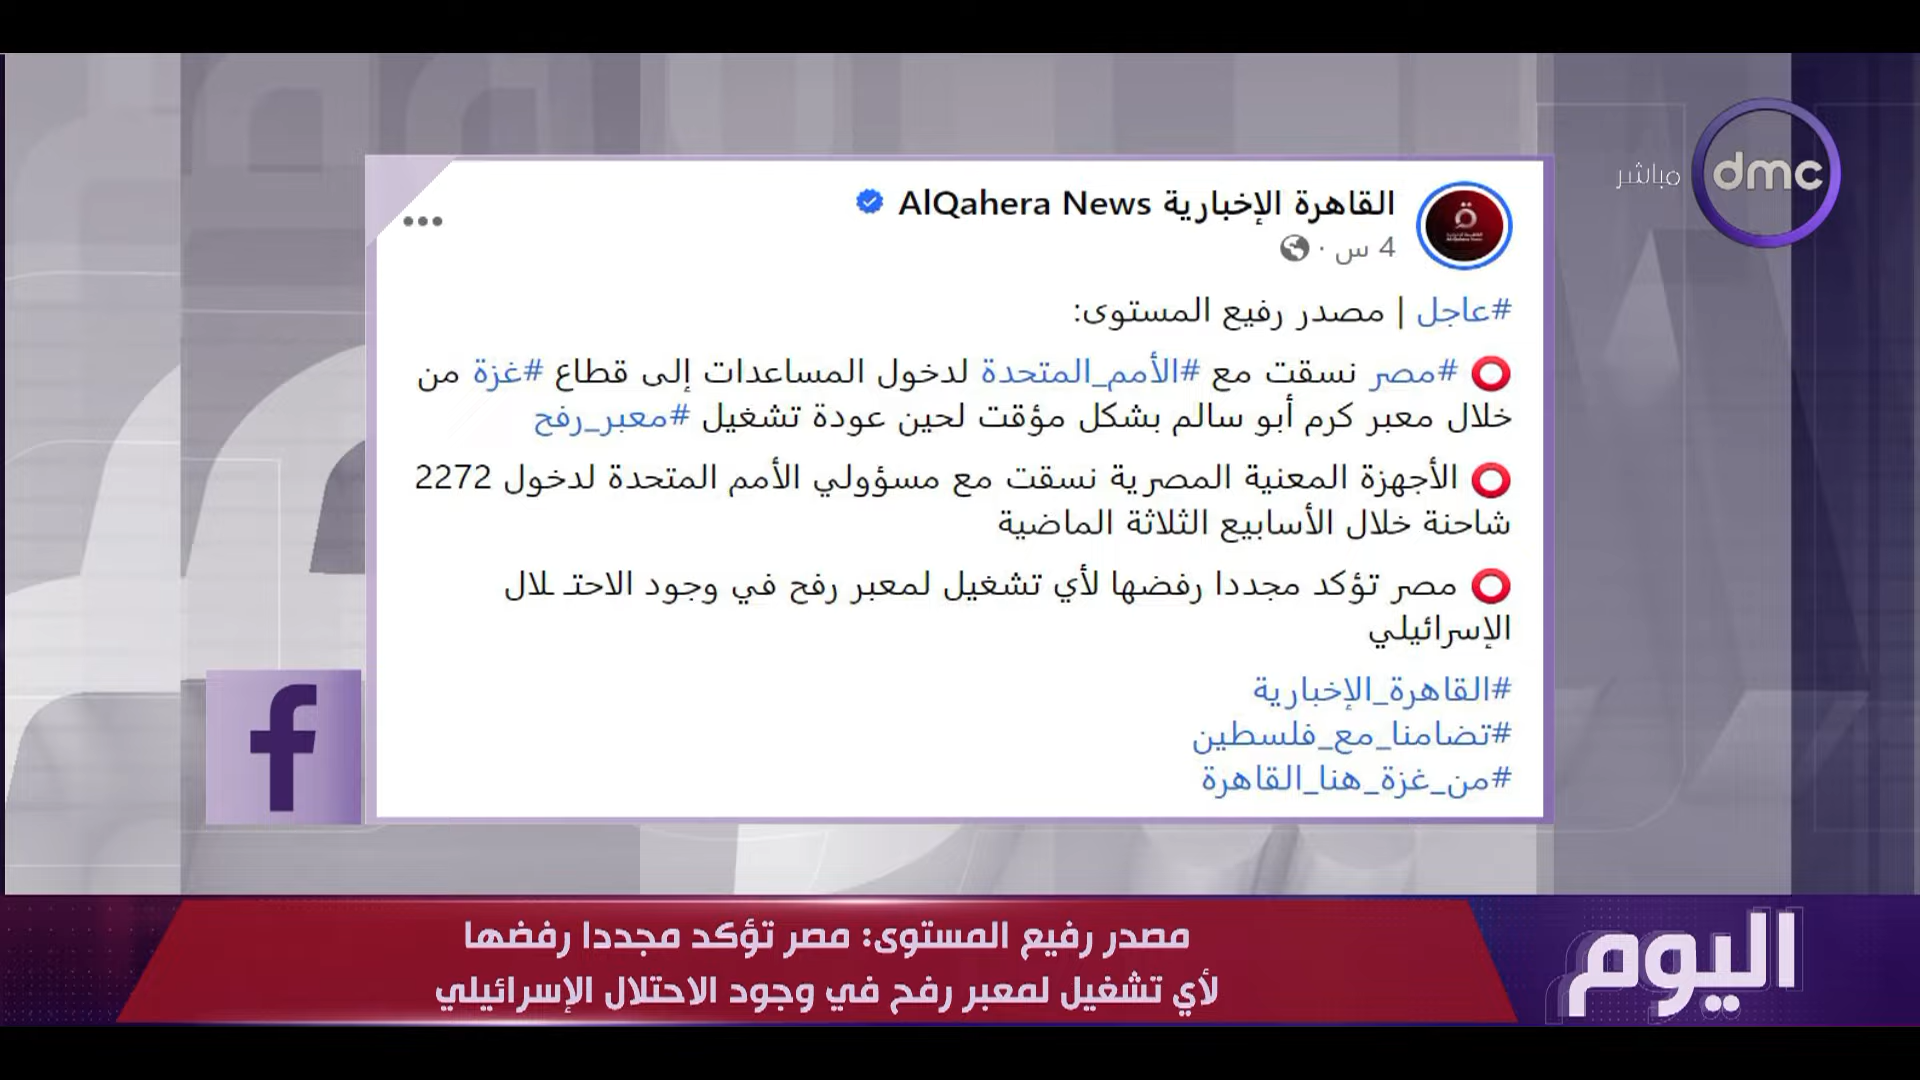 dmc
مباشر
القاهرة الإخبارية AlQahera News
4 س
#عاجل | مصدر رفيع المستوى:
#مصر نسقت مع #الأمم_المتحدة لدخول المساعدات إلى قطاع #غزة من
خلال معبر كرم أبو سالم بشكل مؤقت لحين عودة تشغيل #معبر_رفح
الأجهزة المعنية المصرية نسقت مع مسؤولي الأمم المتحدة لدخول 2272
شاحنة خلال الأسابيع الثلاثة الماضية
مصر تؤكد مجددا رفضها لأي تشغيل لمعبر رفح في وجود الاحتـ ـلال
الإسرائيلي
#القاهرة_الإخبارية
#تضامنا_مع_فلسطين
#من_غزة_هنا_القاهرة
مصدر رفيع المستوى: مصر تؤكد مجددا رفضها
لأي تشغيل لمعبر رفح في وجود الاحتلال الإسرائيلي
اليوم